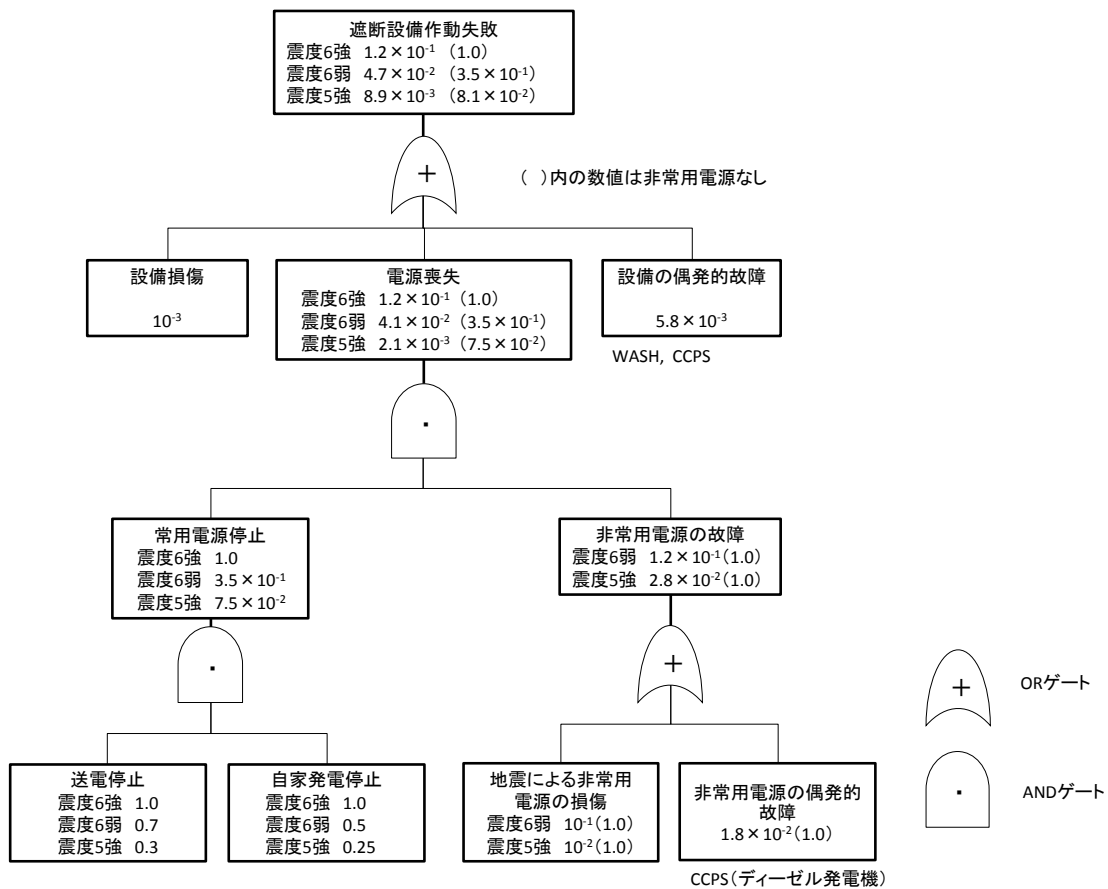 遮断設備作動失敗
震度6強 1.2×10⁻¹ (1.0)
震度6弱 4.7×10⁻² (3.5×10⁻¹)
震度5強 8.9×10⁻³ (8.1×10⁻²)
+
( )内の数値は非常用電源なし
設備損傷
10⁻³
電源喪失
震度6強 1.2×10⁻¹ (1.0)
震度6弱 4.1×10⁻² (3.5×10⁻¹)
震度5強 2.1×10⁻³ (7.5×10⁻²)
設備の偶発的故障
5.8×10⁻³
WASH, CCPS
・
常用電源停止
震度6強 1.0
震度6弱 3.5×10⁻¹
震度5強 7.5×10⁻²
非常用電源の故障
震度6弱 1.2×10⁻¹(1.0)
震度5強 2.8×10⁻²(1.0)
・
+
送電停止
震度6強 1.0
震度6弱 0.7
震度5強 0.3
自家発電停止
震度6強 1.0
震度6弱 0.5
震度5強 0.25
地震による非常用
電源の損傷
震度6弱 10⁻¹(1.0)
震度5強 10⁻²(1.0)
非常用電源の偶発的
故障
1.8×10⁻²(1.0)
CCPS(ディーゼル発電機)
+
ORゲート
・
ANDゲート